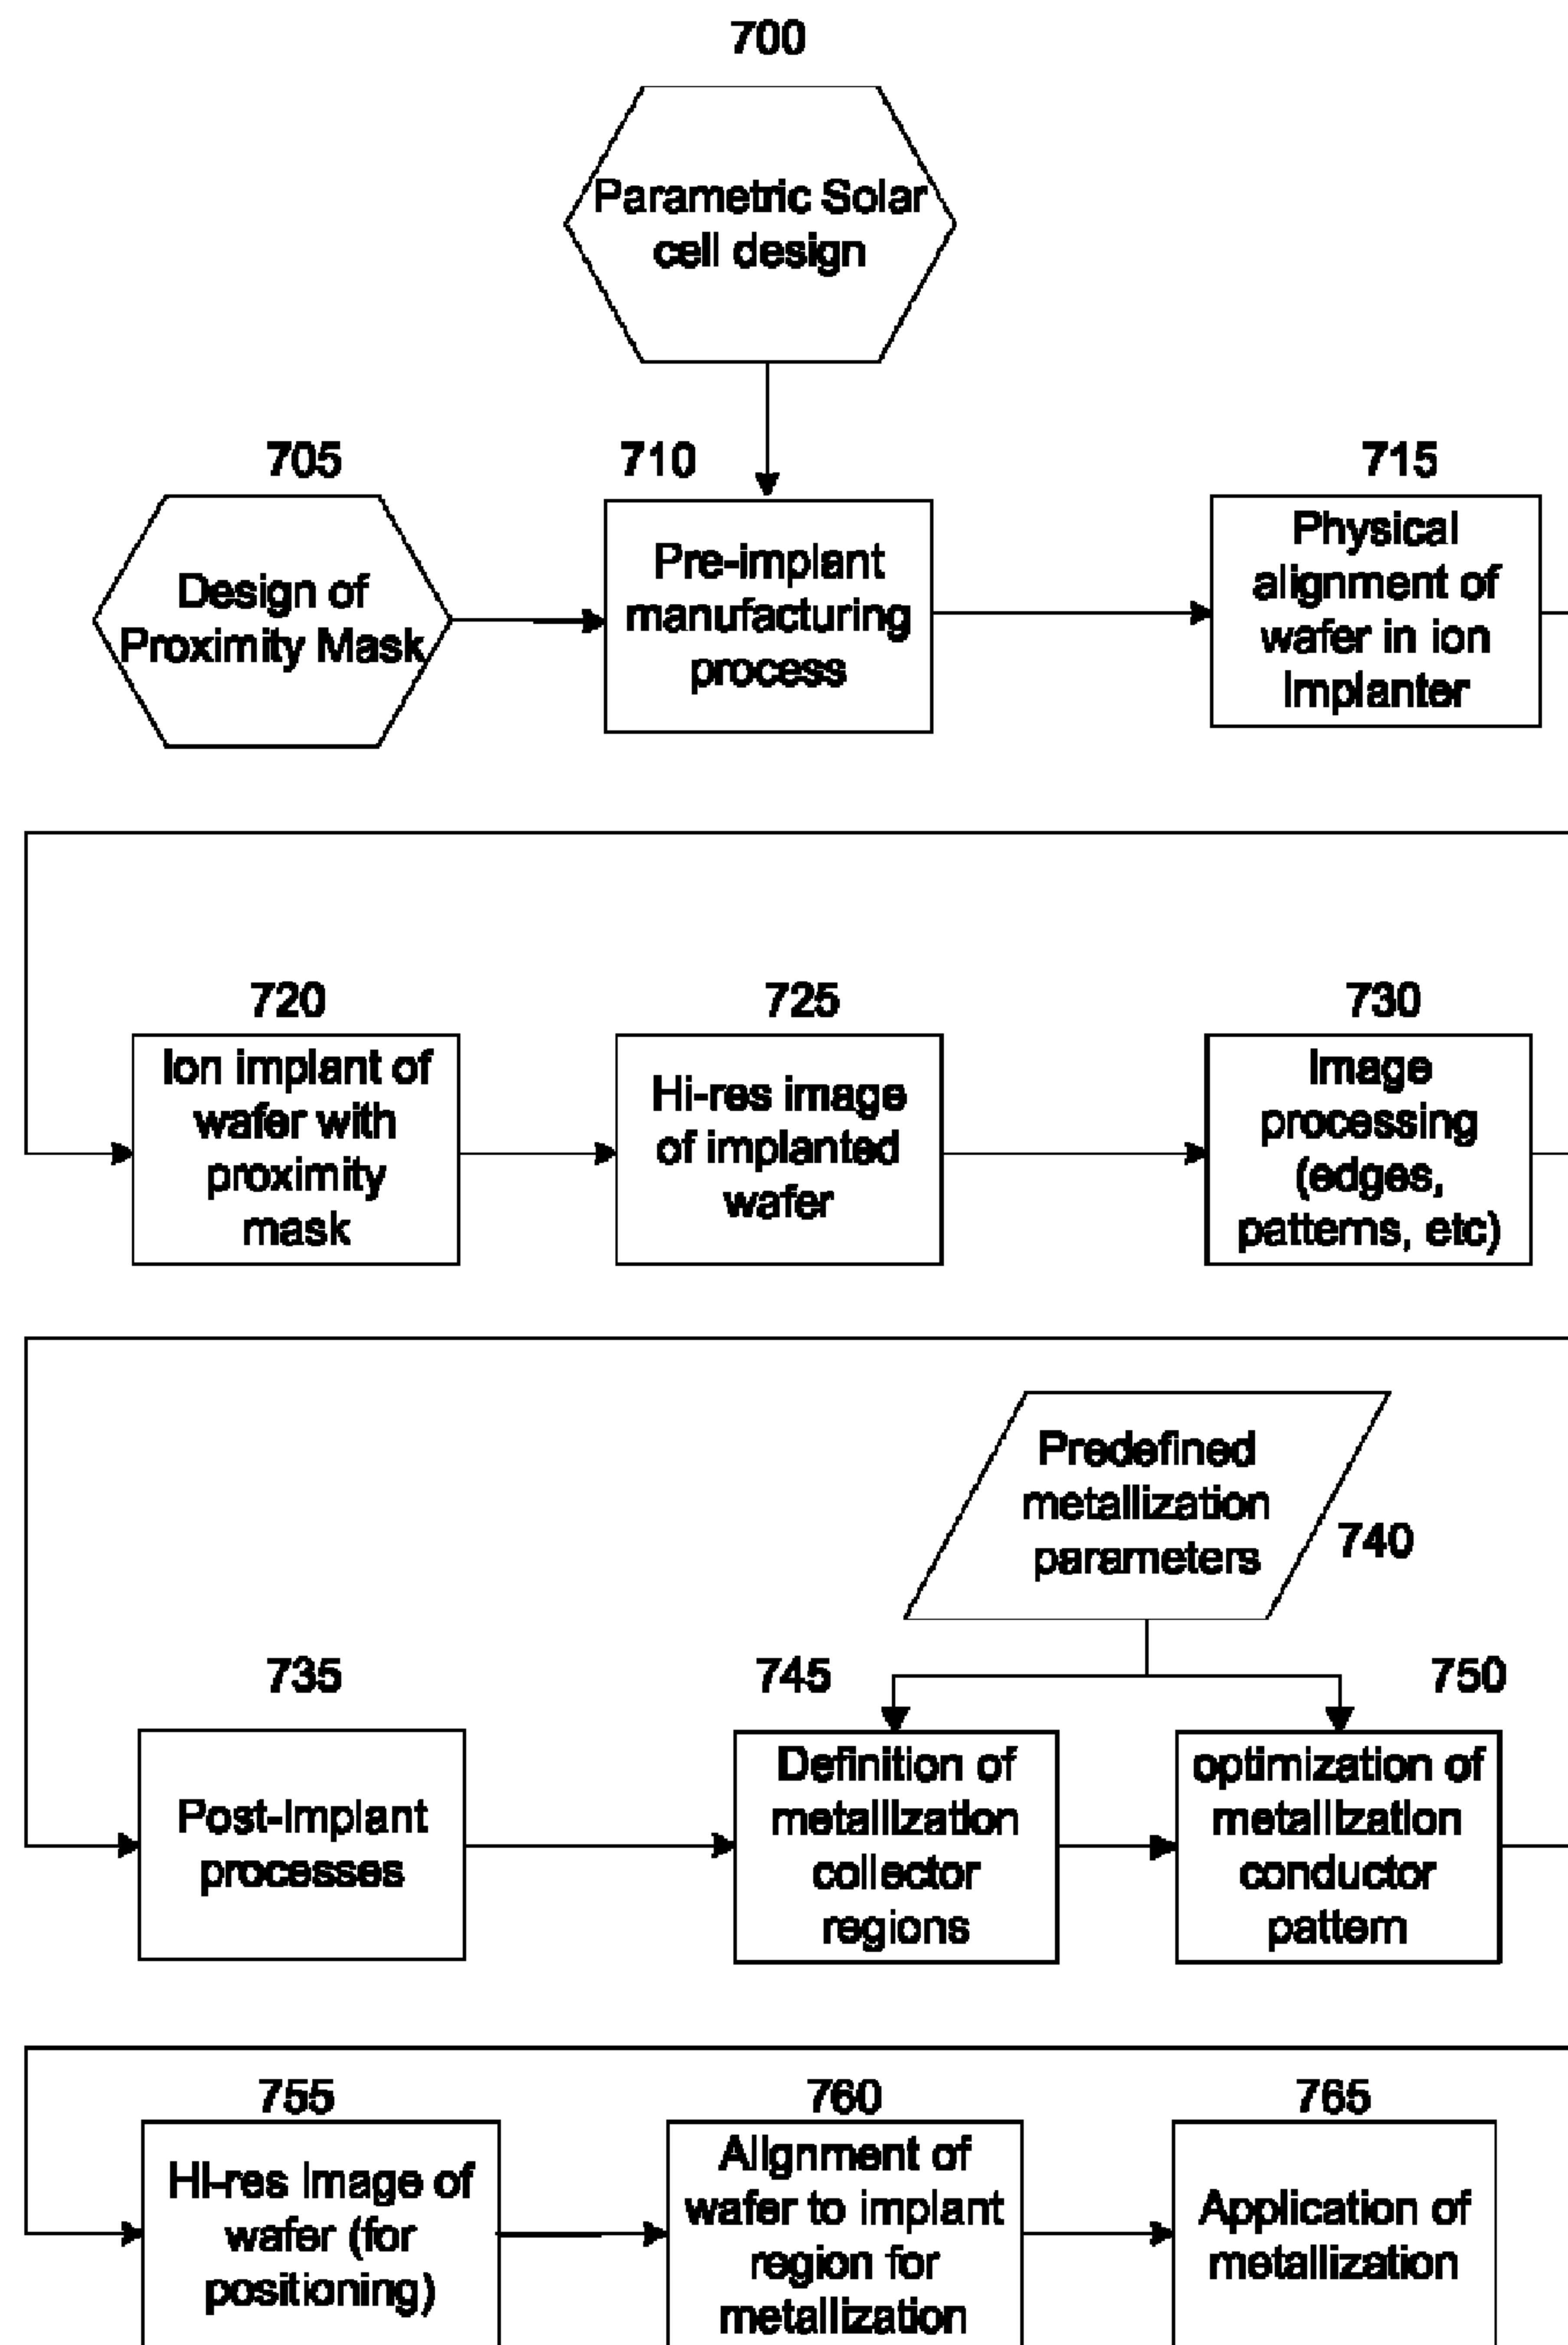 700
Parametric Solar
cell design
705
Design of
Proximity Mask
710
Pre-implant
manufacturing
process
715
Physical
alignment of
wafer in ion
Implanter
720
Ion implant of
wafer with
proximity
mask
725
Hi-res image
of implanted
wafer
730
Image
processing
(edges,
patterns, etc)
735
Post-Implant
processes
Predefined
metallization
parameters
740
745
Definition of
metallization
collector
regions
750
optimization of
metallization
conductor
pattern
755
Hi-res Image of
wafer (for
positioning)
760
Alignment of
wafer to implant
region for
metallization
765
Application of
metallization